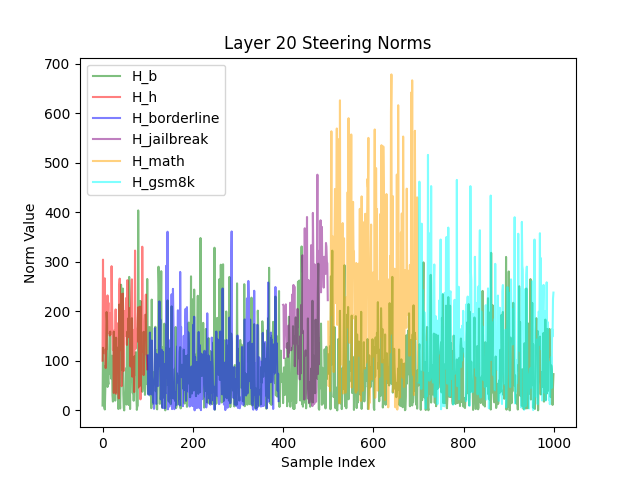 Layer 20 Steering Norms
700
600
500
400
300
200
100
0
Norm Value
H_b
H_h
H_borderline
H_jailbreak
H_math
H_gsm8k
0 200 400 600 800 1000
Sample Index